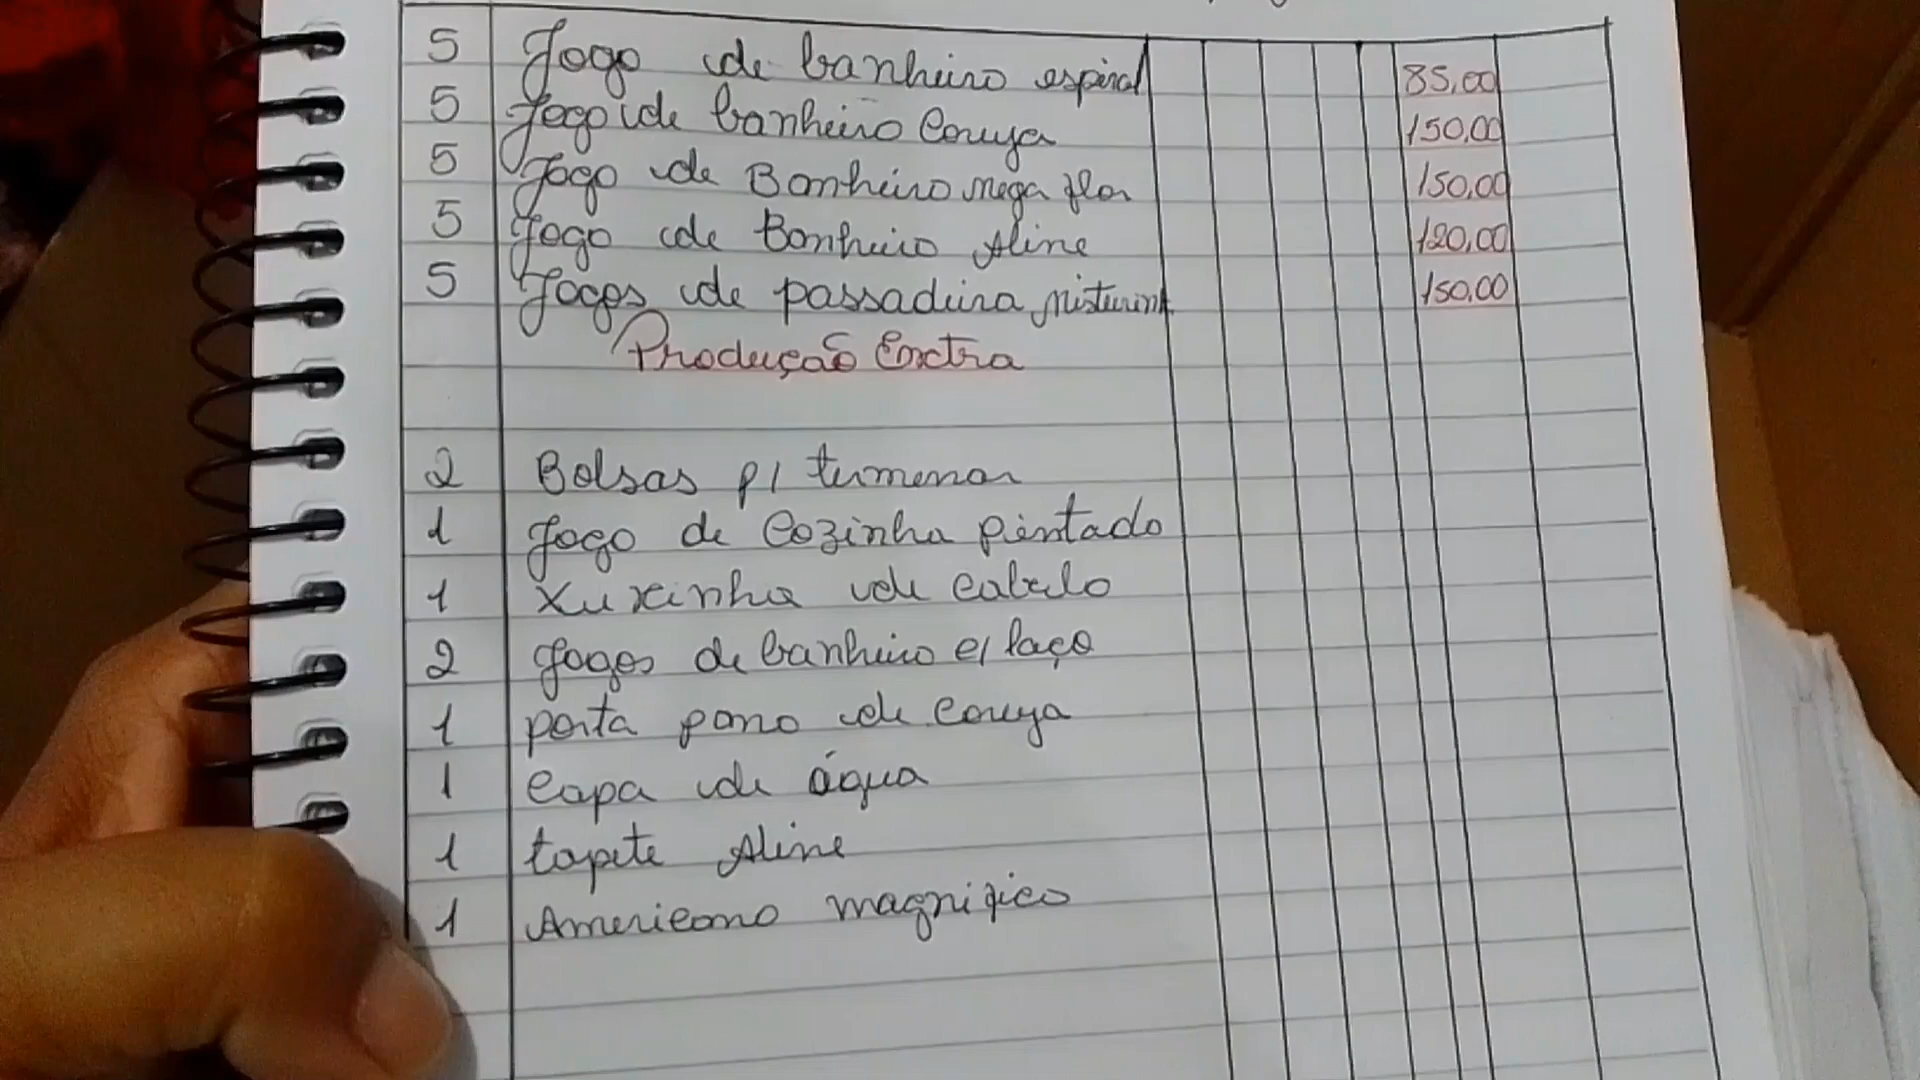 5 Jogo de banheiro espiral 85,00
5 Jogo de banheiro Coruja 150,00
5 Jogo de Banheiro mega flor 150,00
5 Jogo de Banheiro Aline 120,00
5 Jogos de passadeira misturinha 150,00
Produção Extra
2 Bolsas p/ termenar
1 Jogo de Cozinha pintado
1 Xuxinha de cabelo
2 Jogos de banheiro c/ laço
1 porta pano de coruja
1 Capa de água
1 tapete Aline
1 Americano magnifico